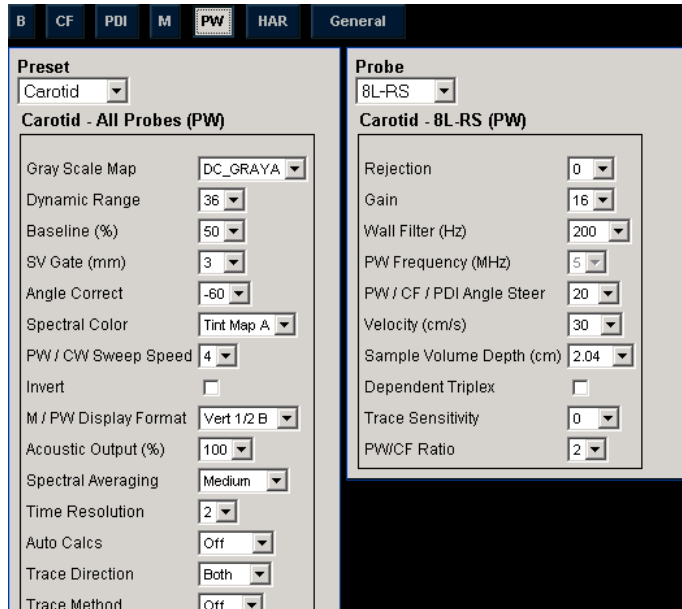 B CF PDI M PW HAR General
Preset
Carotid
Carotid - All Probes (PW)
Gray Scale Map DC_GRAYA
Dynamic Range 36
Baseline (%) 50
SV Gate (mm) 3
Angle Correct -60
Spectral Color Tint Map A
PW / CW Sweep Speed 4
Invert
M / PW Display Format Vert 1/2 B
Acoustic Output (%) 100
Spectral Averaging Medium
Time Resolution 2
Auto Calcs Off
Trace Direction Both
Trace Method Off
Probe
8L-RS
Carotid - 8L-RS (PW)
Rejection 0
Gain 16
Wall Filter (Hz) 200
PW Frequency (MHz) 5
PW / CF / PDI Angle Steer 20
Velocity (cm/s) 30
Sample Volume Depth (cm) 2.04
Dependent Triplex
Trace Sensitivity 0
PW/CF Ratio 2